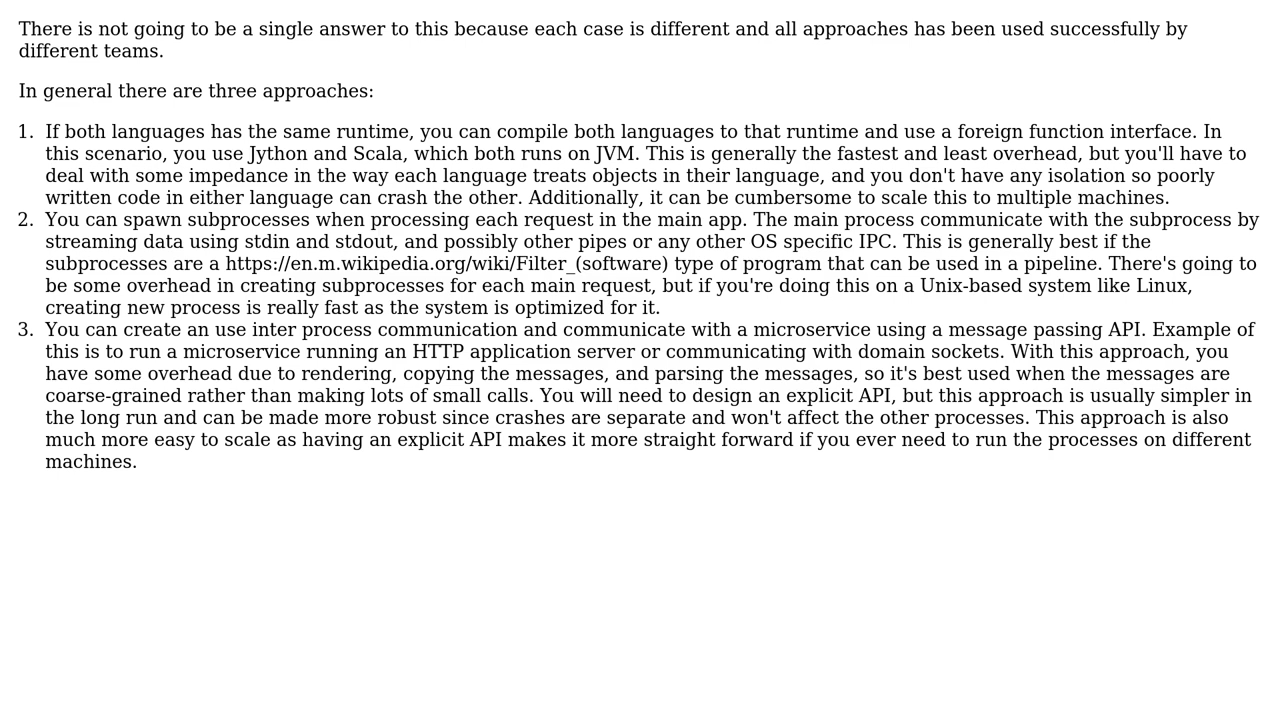 There is not going to be a single answer to this because each case is different and all approaches has been used successfully by
different teams.
In general there are three approaches:
1. If both languages has the same runtime, you can compile both languages to that runtime and use a foreign function interface. In
this scenario, you use Jython and Scala, which both runs on JVM. This is generally the fastest and least overhead, but you'll have to
deal with some impedance in the way each language treats objects in their language, and you don't have any isolation so poorly
written code in either language can crash the other. Additionally, it can be cumbersome to scale this to multiple machines.
2. You can spawn subprocesses when processing each request in the main app. The main process communicate with the subprocess by
streaming data using stdin and stdout, and possibly other pipes or any other OS specific IPC. This is generally best if the
subprocesses are a https://en.m.wikipedia.org/wiki/Filter_(software) type of program that can be used in a pipeline. There's going to
be some overhead in creating subprocesses for each main request, but if you're doing this on a Unix-based system like Linux,
creating new process is really fast as the system is optimized for it.
3. You can create an use inter process communication and communicate with a microservice using a message passing API. Example of
this is to run a microservice running an HTTP application server or communicating with domain sockets. With this approach, you
have some overhead due to rendering, copying the messages, and parsing the messages, so it's best used when the messages are
coarse-grained rather than making lots of small calls. You will need to design an explicit API, but this approach is usually simpler in
the long run and can be made more robust since crashes are separate and won't affect the other processes. This approach is also
much more easy to scale as having an explicit API makes it more straight forward if you ever need to run the processes on different
machines.